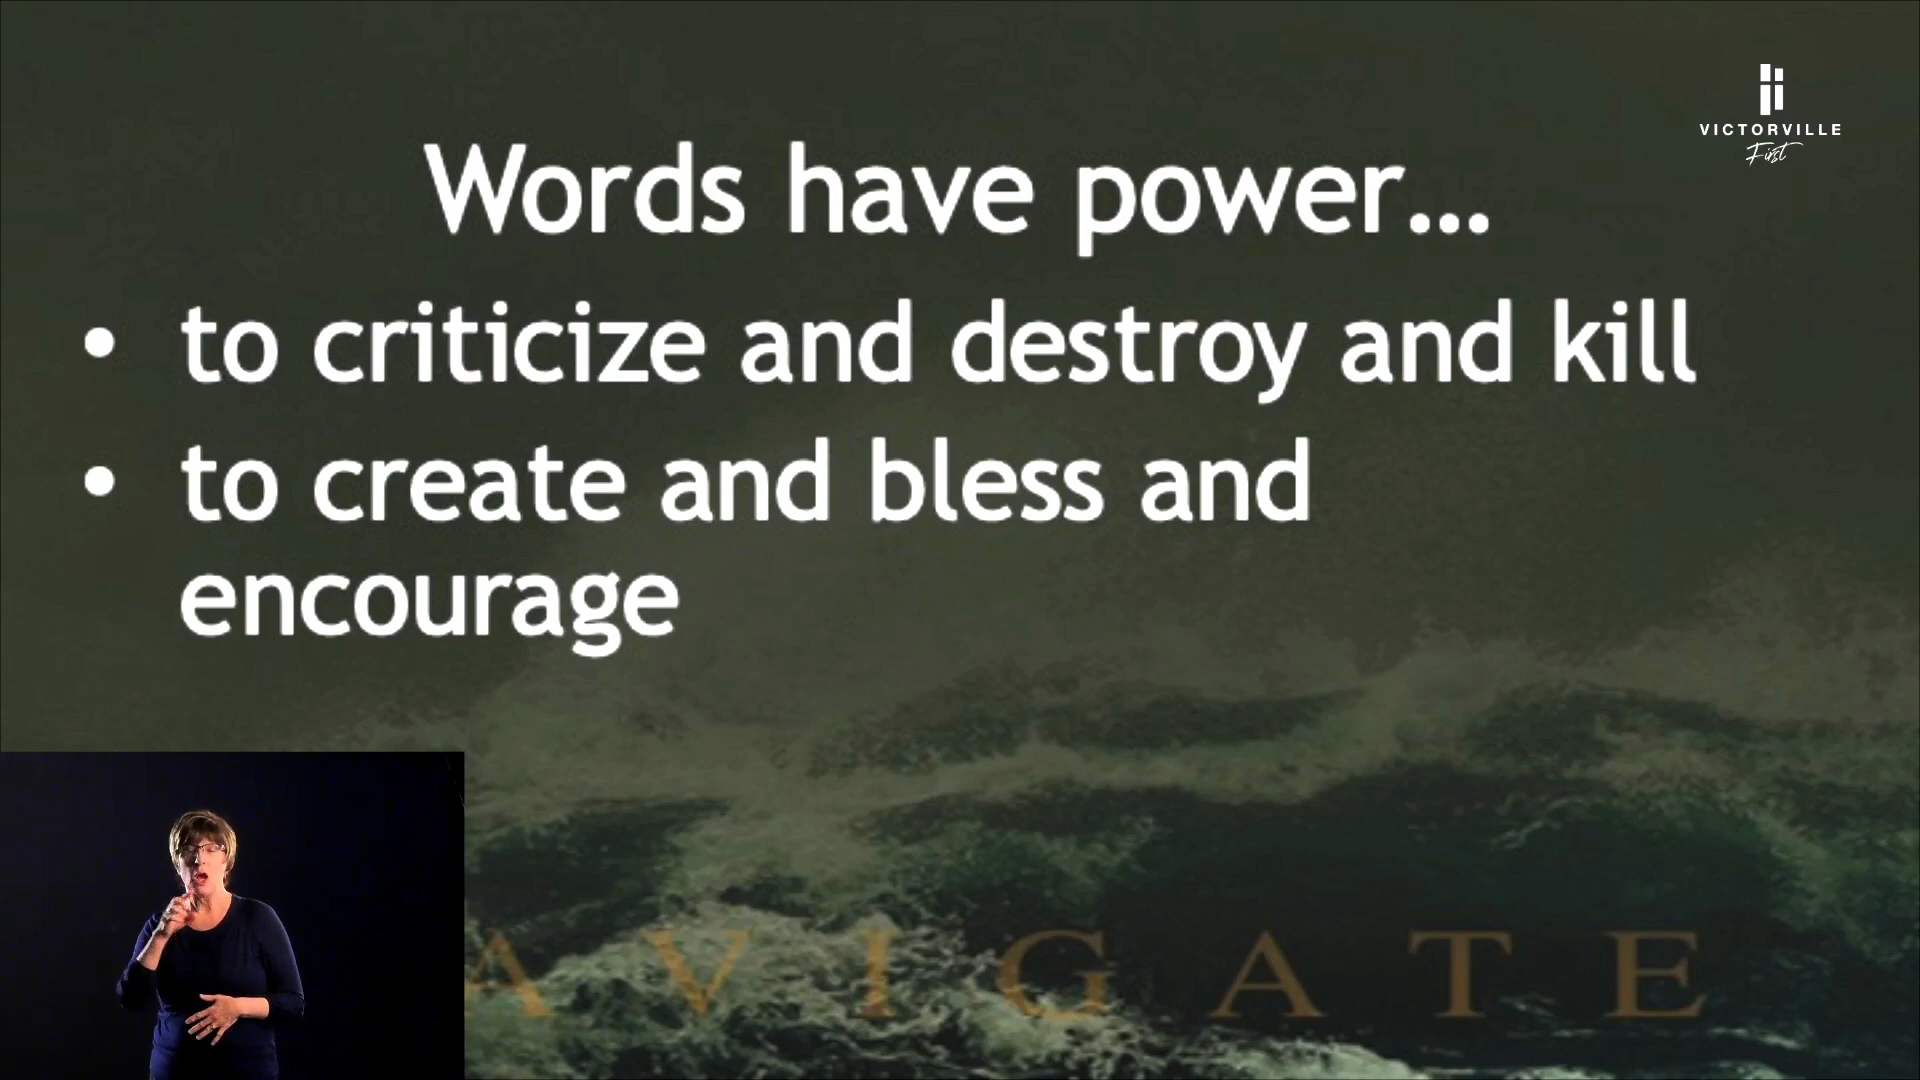 VICTORVILLE
First
Words have power...
• to criticize and destroy and kill
• to create and bless and
encourage
AVIGATE